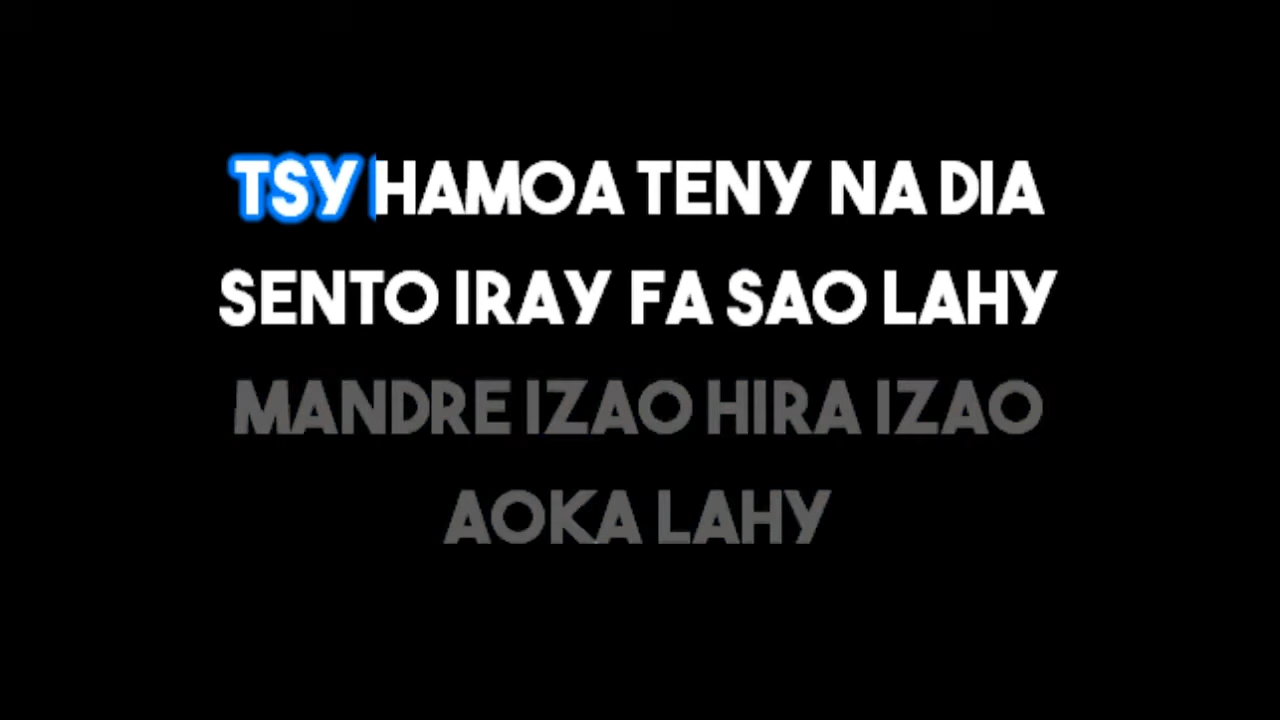 TSY HAMOA TENY NA DIA
SENTO IRAY FA SAO LAHY
MANDRE IZAO HIRA IZAO
AOKA LAHY